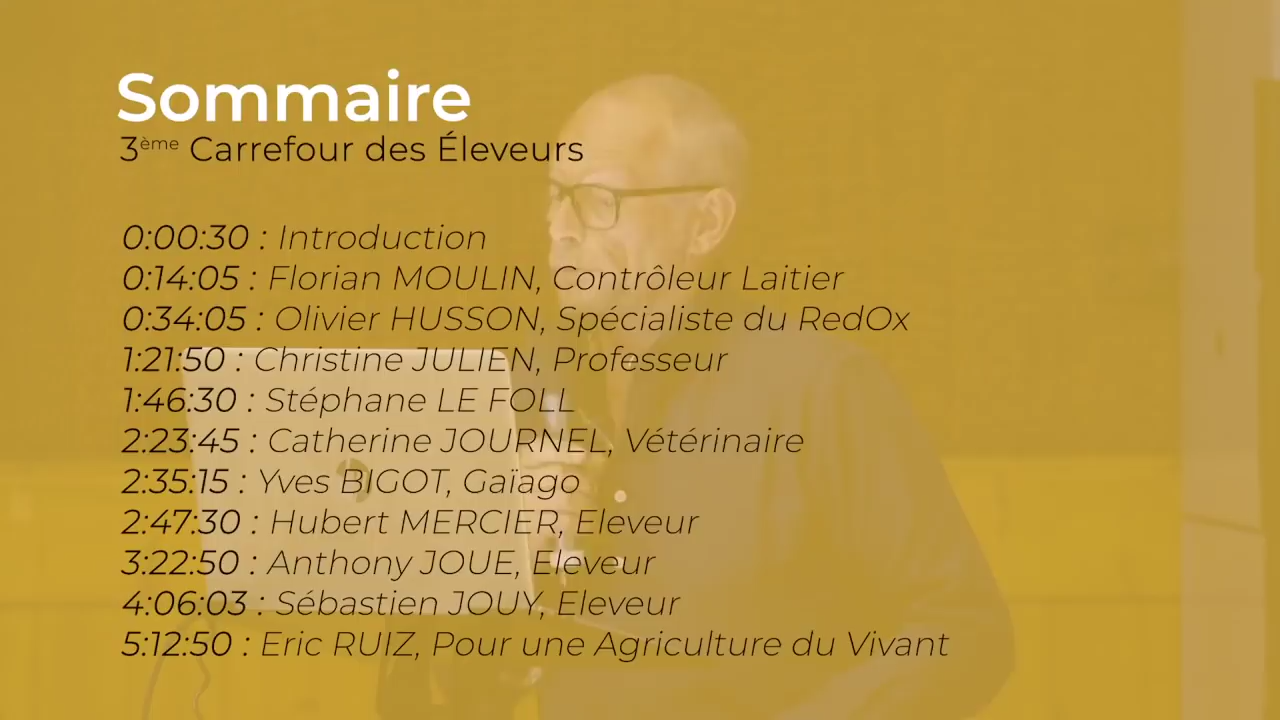 Sommaire
3ème Carrefour des Éleveurs
0:00:30 : Introduction
0:14:05 : Florian MOULIN, Contrôleur Laitier
0:34:05 : Olivier HUSSON, Spécialiste du RedOx
1:21:50 : Christine JULIEN, Professeur
1:46:30 : Stéphane LE FOLL
2:23:45 : Catherine JOURNEL, Vétérinaire
2:35:15 : Yves BIGOT, Gaïago
2:47:30 : Hubert MERCIER, Eleveur
3:22:50 : Anthony JOUE, Eleveur
4:06:03 : Sébastien JOUY, Eleveur
5:12:50 : Eric RUIZ, Pour une Agriculture du Vivant